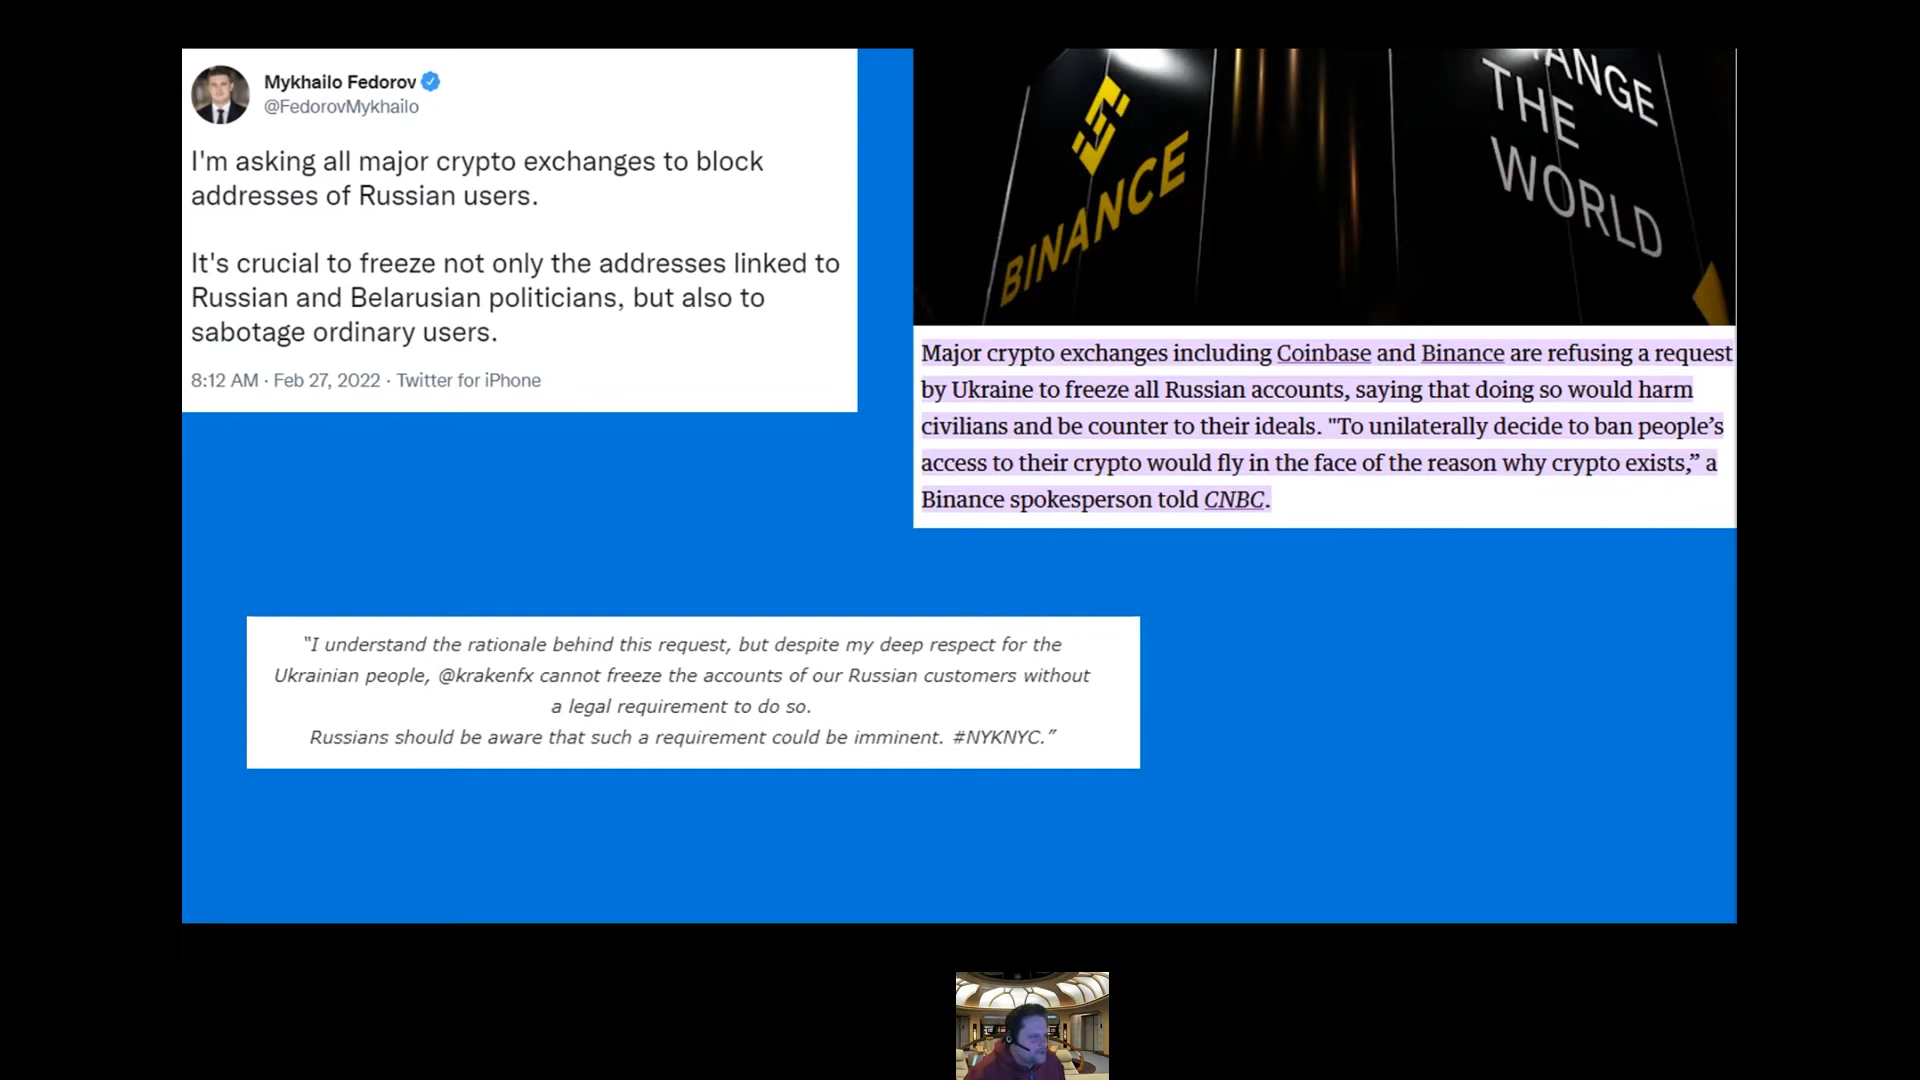 Mykhailo Fedorov
@FedorovMykhailo
I'm asking all major crypto exchanges to block
addresses of Russian users.
It's crucial to freeze not only the addresses linked to
Russian and Belarusian politicians, but also to
sabotage ordinary users.
8:12 AM · Feb 27, 2022 · Twitter for iPhone
BINANCE
THE
WORLD
Major crypto exchanges including Coinbase and Binance are refusing a request
by Ukraine to freeze all Russian accounts, saying that doing so would harm
civilians and be counter to their ideals. "To unilaterally decide to ban people’s
access to their crypto would fly in the face of the reason why crypto exists,” a
Binance spokesperson told CNBC.
“I understand the rationale behind this request, but despite my deep respect for the
Ukrainian people, @krakenfx cannot freeze the accounts of our Russian customers without
a legal requirement to do so.
Russians should be aware that such a requirement could be imminent. #NYKNYC.”